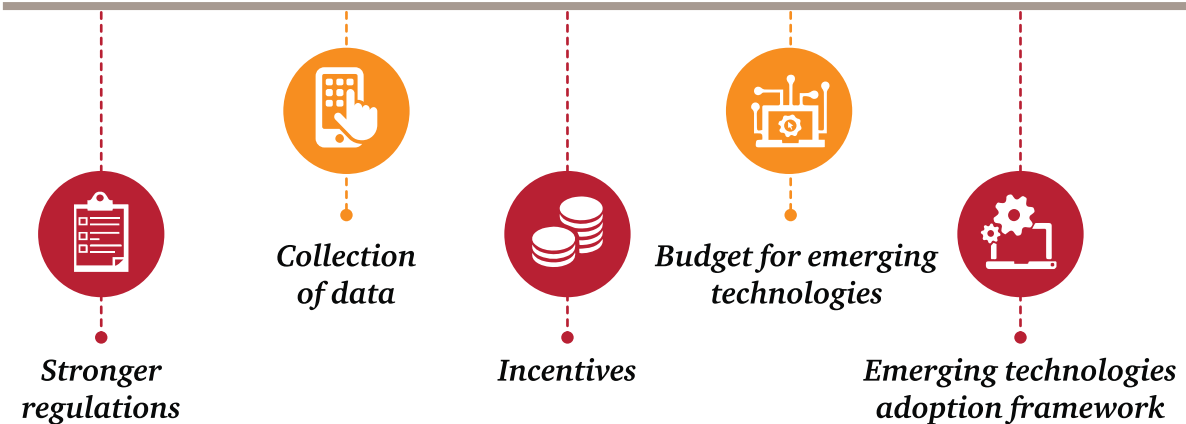 Stronger
regulations
Collection
of data
Incentives
Budget for emerging
technologies
Emerging technologies
adoption framework